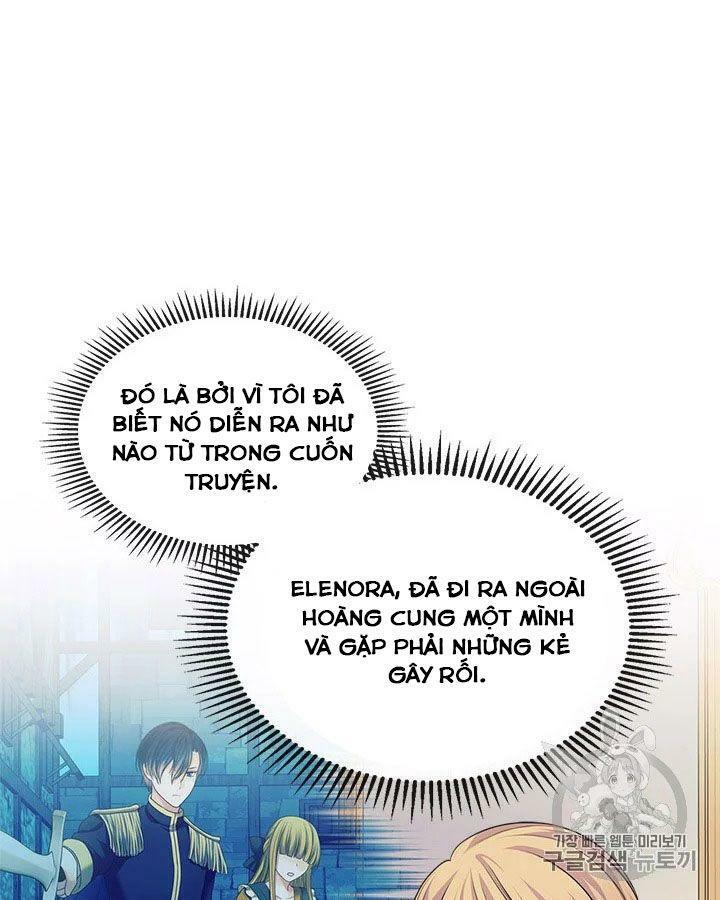 ĐÓ LÀ BỞI VÌ TÔI ĐÃ
BIẾT NÓ DIỄN RA NHƯ
NÀO TỪ TRONG CUỐN
TRUYỆN.
ELENORA, ĐÃ ĐI RA NGOÀI
HOÀNG CUNG MỘT MÌNH
VÀ GẶP PHẢI NHỮNG KẺ
GÂY RỐI.
가장 빠른 웹툰 미리보기
구글검색 뉴토끼